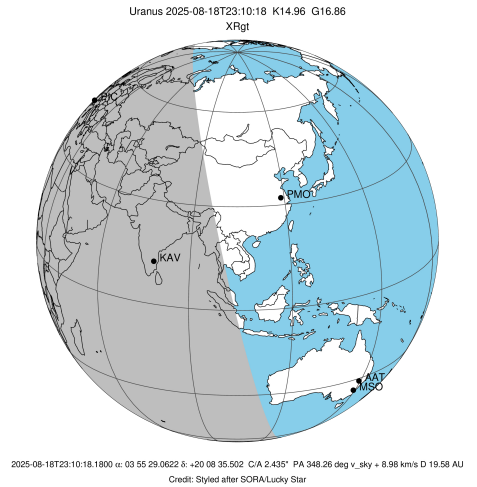 Uranus 2025-08-18T23:10:18 K14.96 G16.86
XRgt
PMO
KAV
AAT
MSO
2025-08-18T23:10:18.1800 α: 03 55 29.0622 δ: +20 08 35.502 C/A 2.435" PA 348.26 deg v_sky + 8.98 km/s D 19.58 AU
Credit: Styled after SORA/Lucky Star